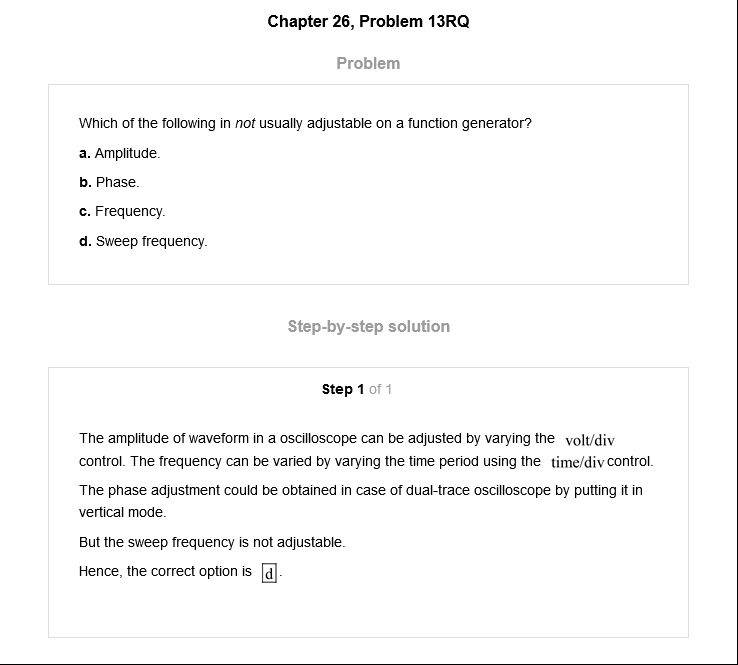 Chapter 26, Problem 13RQ
Problem
Which of the following in not usually adjustable on a function generator?
a. Amplitude.
b. Phase.
c. Frequency.
d. Sweep frequency.
Step-by-step solution
Step 1 of 1
The amplitude of waveform in a oscilloscope can be adjusted by varying the volt/div
control. The frequency can be varied by varying the time period using the time/div control.
The phase adjustment could be obtained in case of dual-trace oscilloscope by putting it in
vertical mode.
But the sweep frequency is not adjustable.
Hence, the correct option is d.